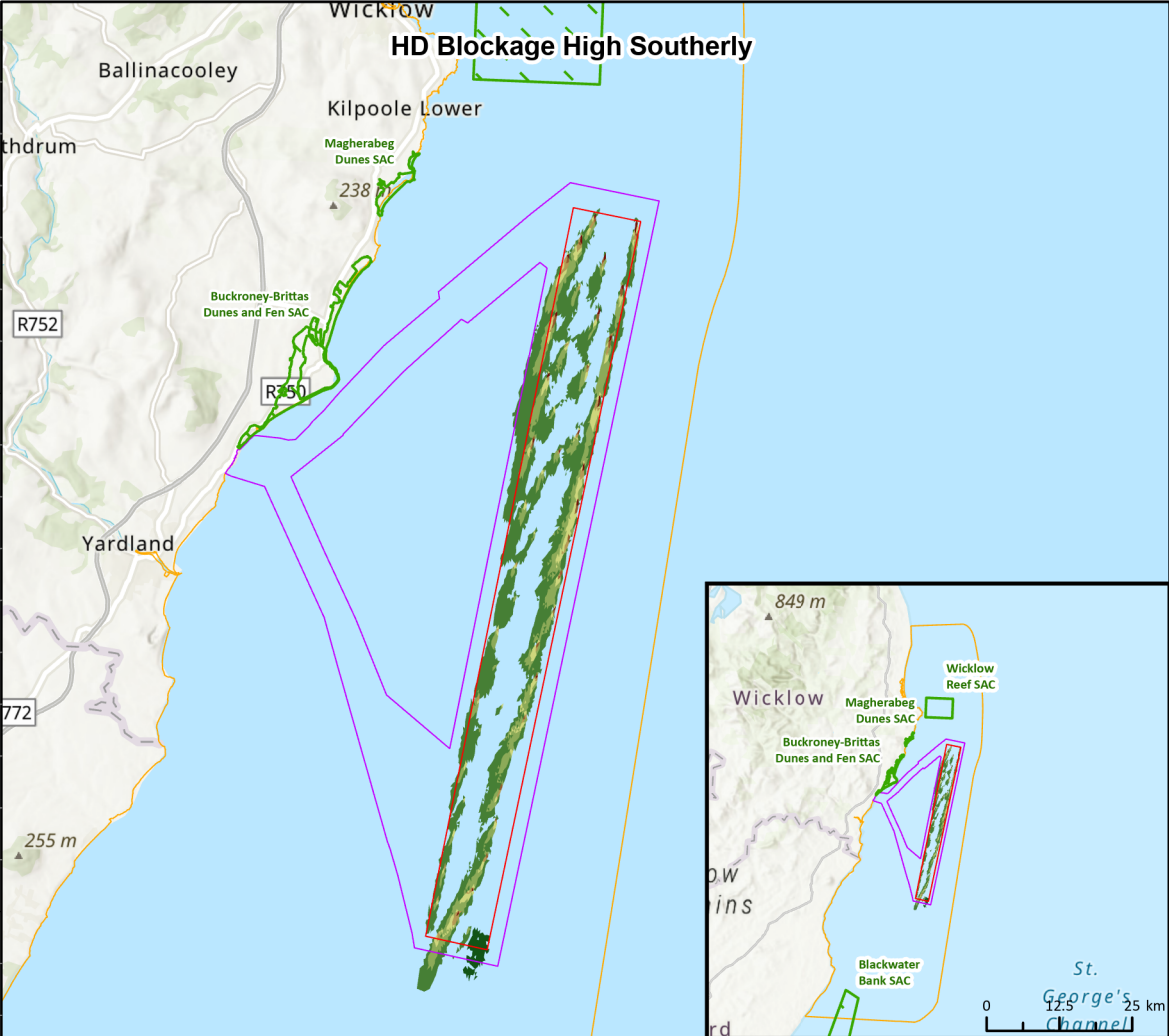 Wicklow
HD Blockage High Southerly
Ballinacooley
Kilpoole Lower
thdrum
Magherabeg
Dunes SAC
238 m
Buckroney-Brittas
Dunes and Fen SAC
R752
R750
Yardland
772
255 m
849 m
Wicklow
Reef SAC
Wicklow
Magherabeg
Dunes SAC
Buckroney-Brittas
Dunes and Fen SAC
ow
ins
Blackwater
Bank SAC
St.
George's
Channel
0 12.5 25 km
rd